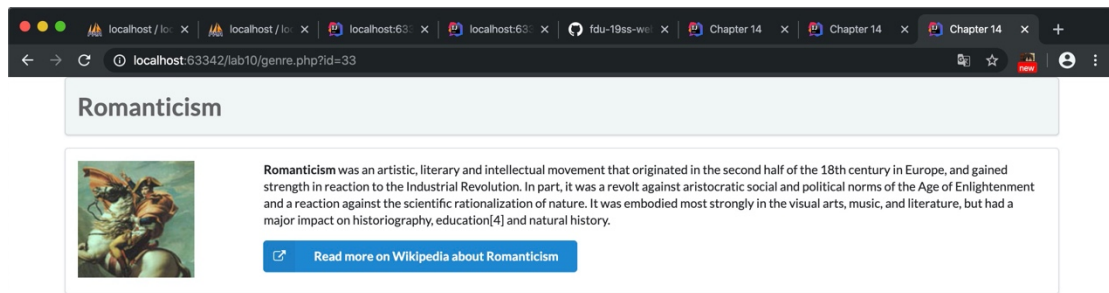 localhost / loc
localhost / loc
localhost:633
localhost:633
fdu-19ss-web
Chapter 14
Chapter 14
Chapter 14
localhost:63342/lab10/genre.php?id=33
new
Romanticism
Romanticism was an artistic, literary and intellectual movement that originated in the second half of the 18th century in Europe, and gained
strength in reaction to the Industrial Revolution. In part, it was a revolt against aristocratic social and political norms of the Age of Enlightenment
and a reaction against the scientific rationalization of nature. It was embodied most strongly in the visual arts, music, and literature, but had a
major impact on historiography, education[4] and natural history.
Read more on Wikipedia about Romanticism